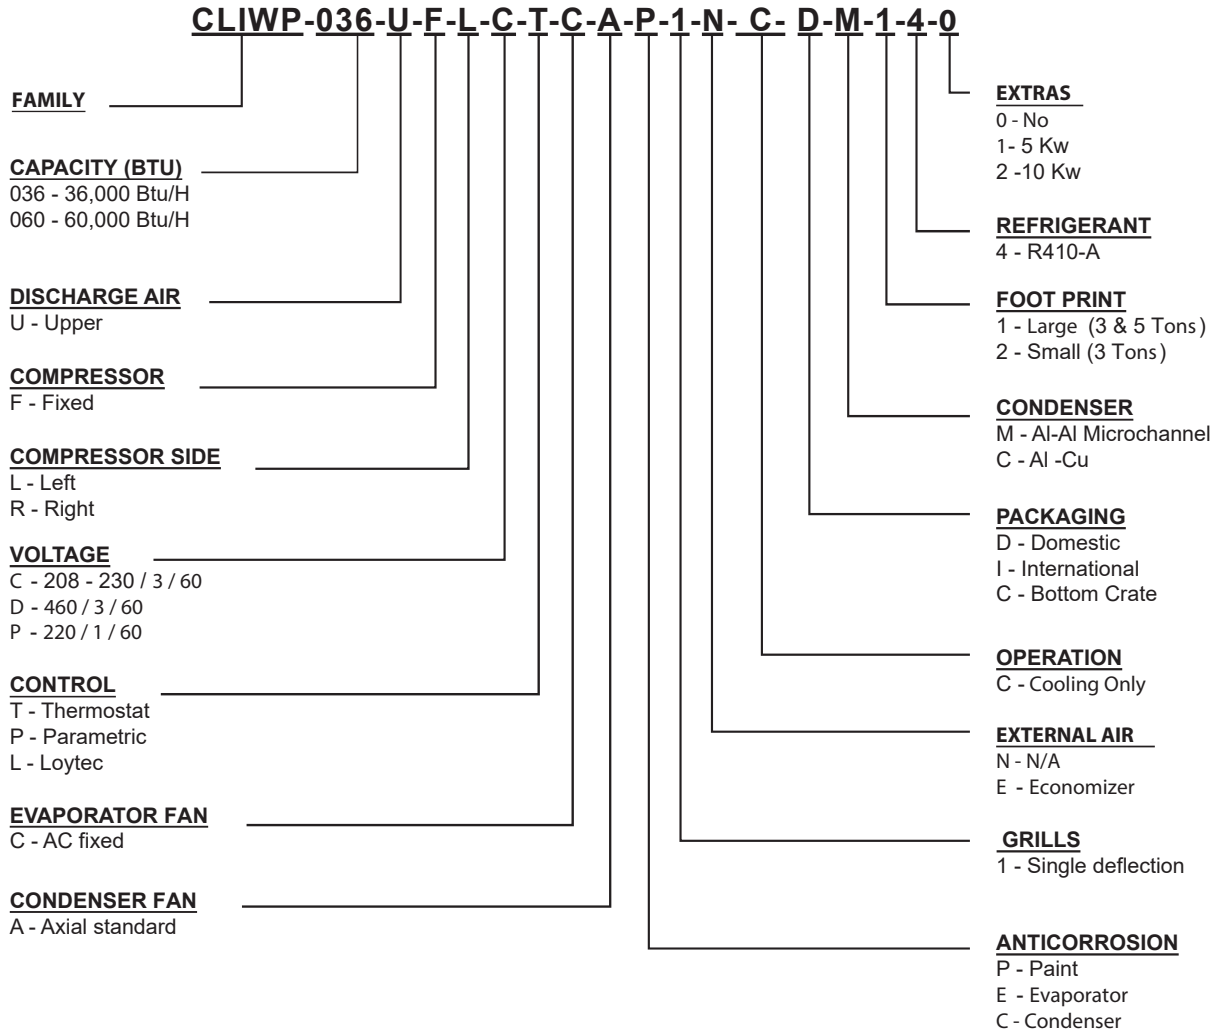 CLIWP-036-U-F-L-C-T-C-A-P-1-N- C- D-M-1-4-0
FAMILY
CAPACITY (BTU)
036 - 36,000 Btu/H
060 - 60,000 Btu/H
DISCHARGE AIR
U - Upper
COMPRESSOR
F - Fixed
COMPRESSOR SIDE
L - Left
R - Right
VOLTAGE
C - 208 - 230 / 3 / 60
D - 460 / 3 / 60
P - 220 / 1 / 60
CONTROL
T - Thermostat
P - Parametric
L - Loytec
EVAPORATOR FAN
C - AC fixed
CONDENSER FAN
A - Axial standard
EXTRAS
0 - No
1- 5 Kw
2 -10 Kw
REFRIGERANT
4 - R410-A
FOOT PRINT
1 - Large (3 & 5 Tons)
2 - Small (3 Tons)
CONDENSER
M - Al-Al Microchannel
C - Al -Cu
PACKAGING
D - Domestic
I - International
C - Bottom Crate
OPERATION
C - Cooling Only
EXTERNAL AIR
N - N/A
E - Economizer
GRILLS
1 - Single deflection
ANTICORROSION
P - Paint
E - Evaporator
C - Condenser